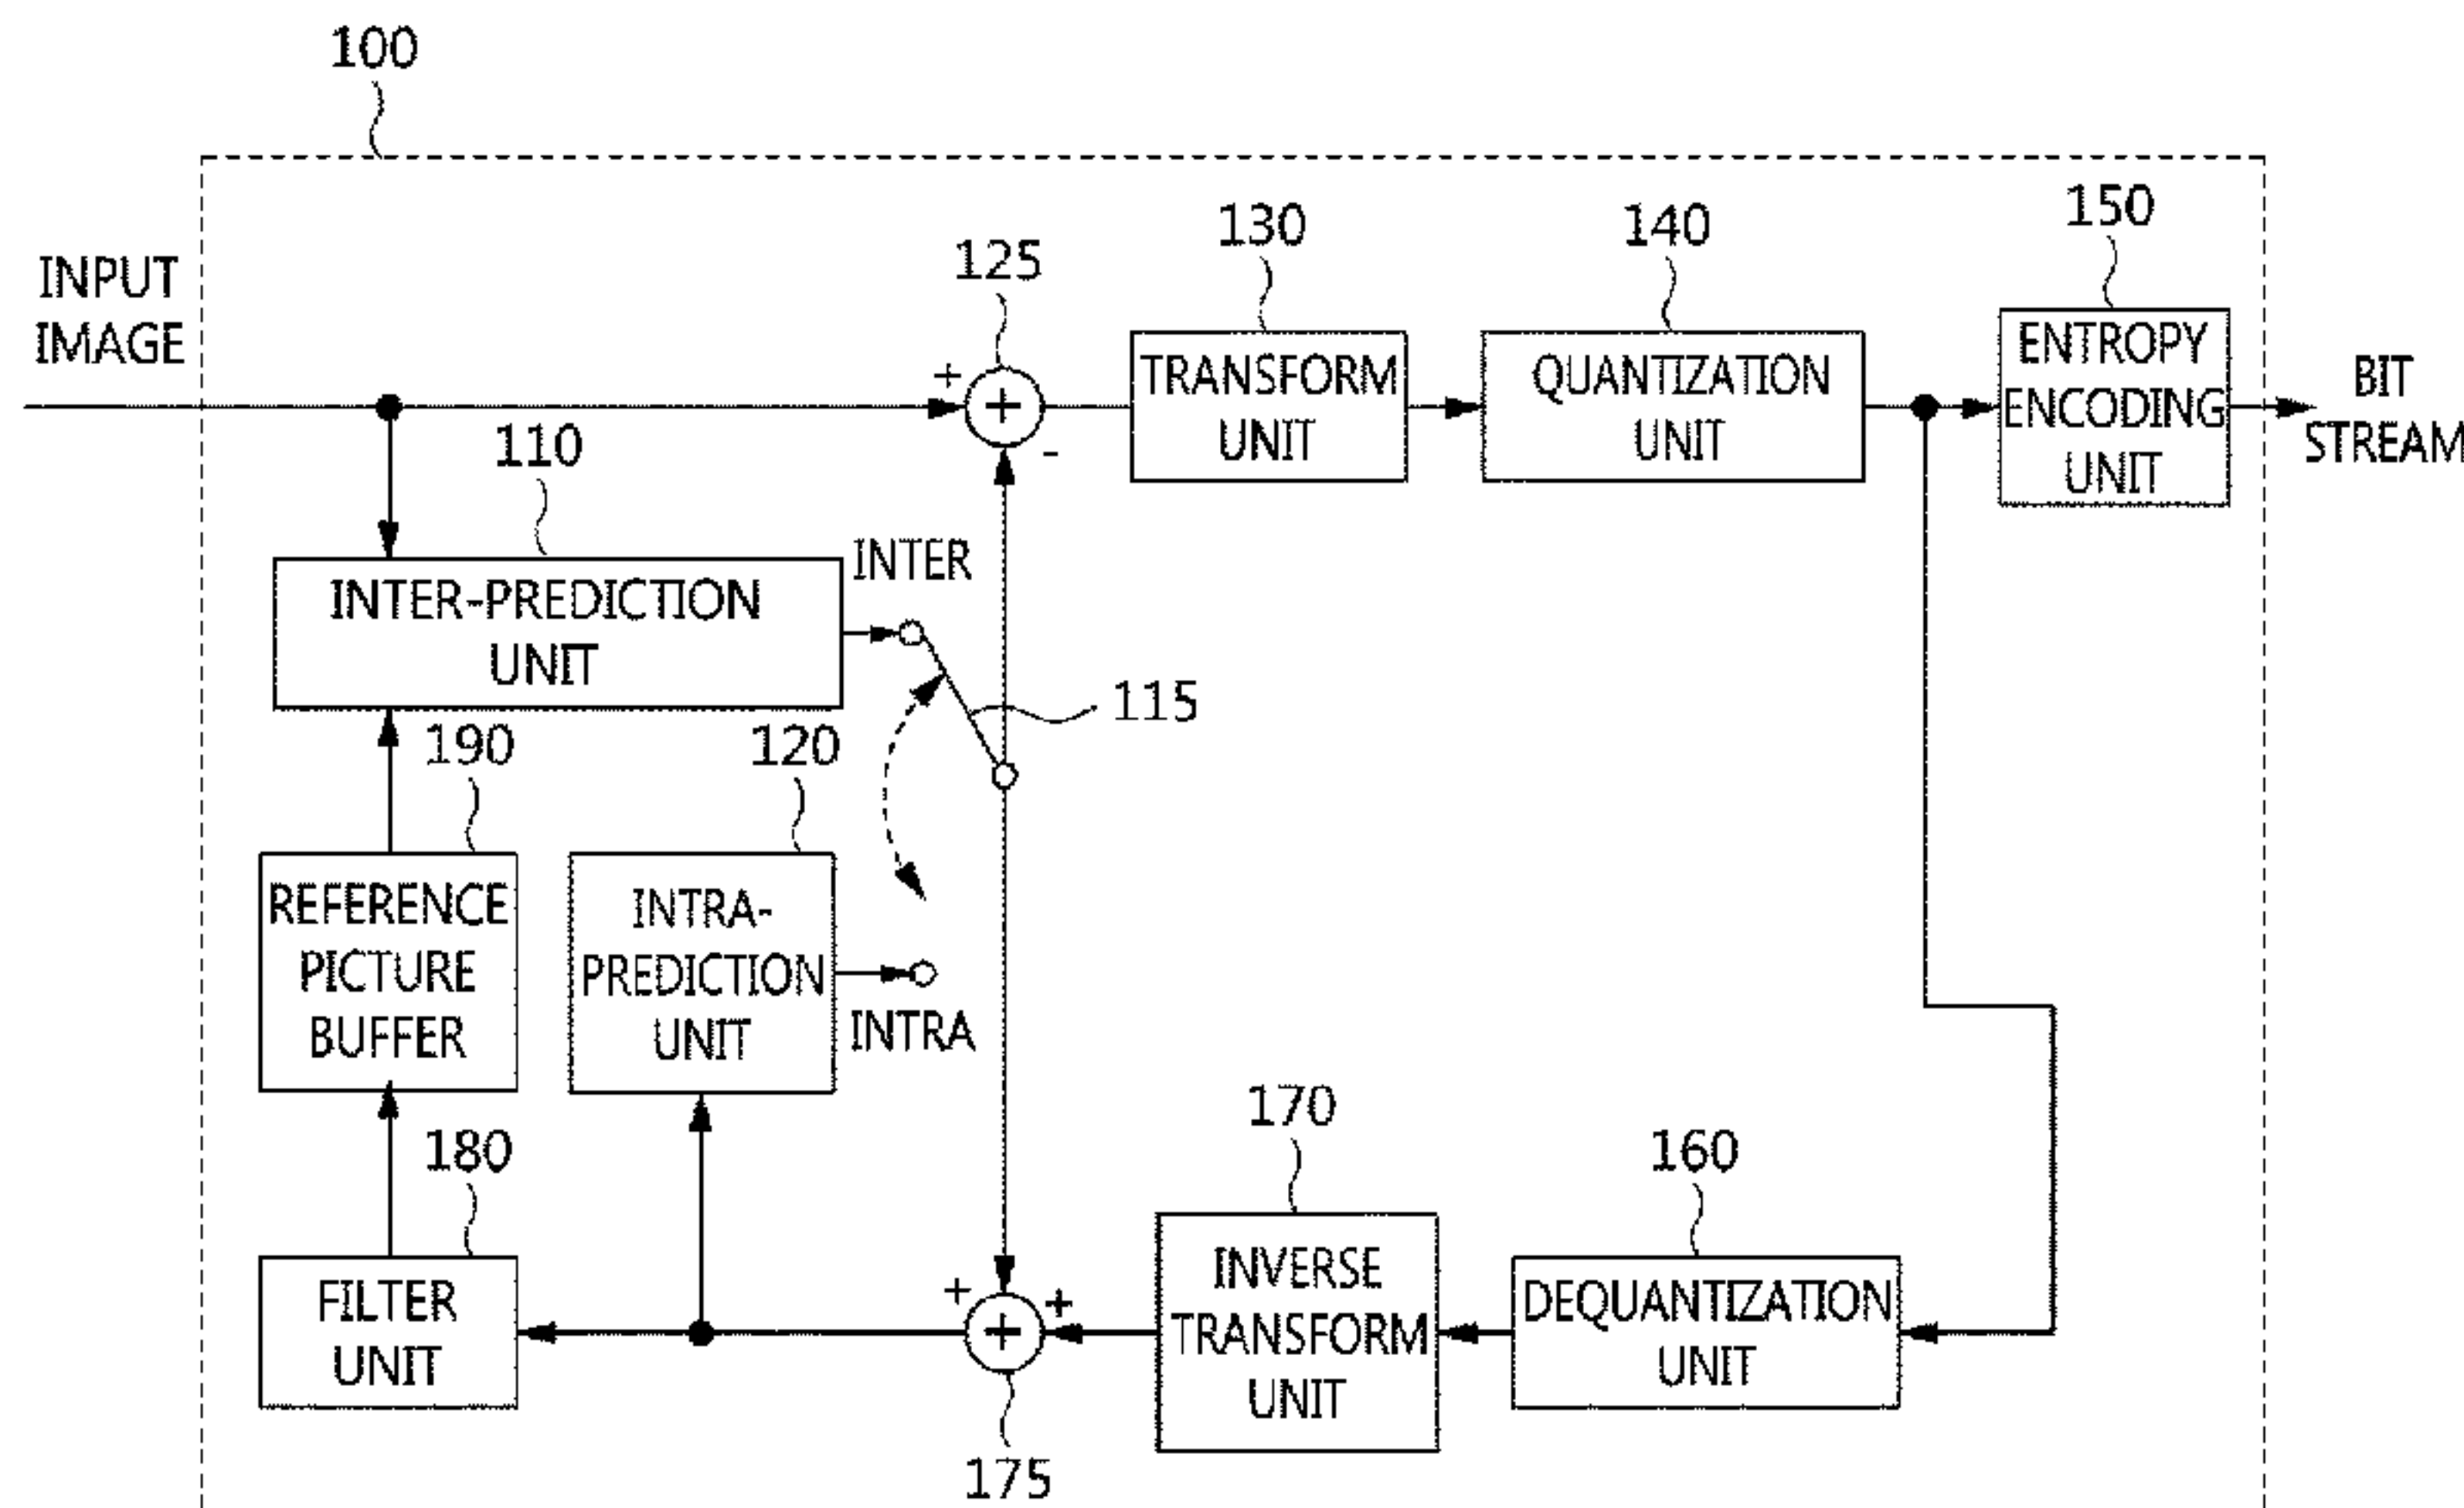 100
INPUT
IMAGE
125
130
140
150
+
+
-
TRANSFORM
UNIT
QUANTIZATION
UNIT
ENTROPY
ENCODING
UNIT
BIT
STREAM
110
INTER-PREDICTION
UNIT
INTER
115
190
120
REFERENCE
PICTURE
BUFFER
INTRA-
PREDICTION
UNIT
INTRA
180
170
160
FILTER
UNIT
+
+
+
INVERSE
TRANSFORM
UNIT
DEQUANTIZATION
UNIT
175